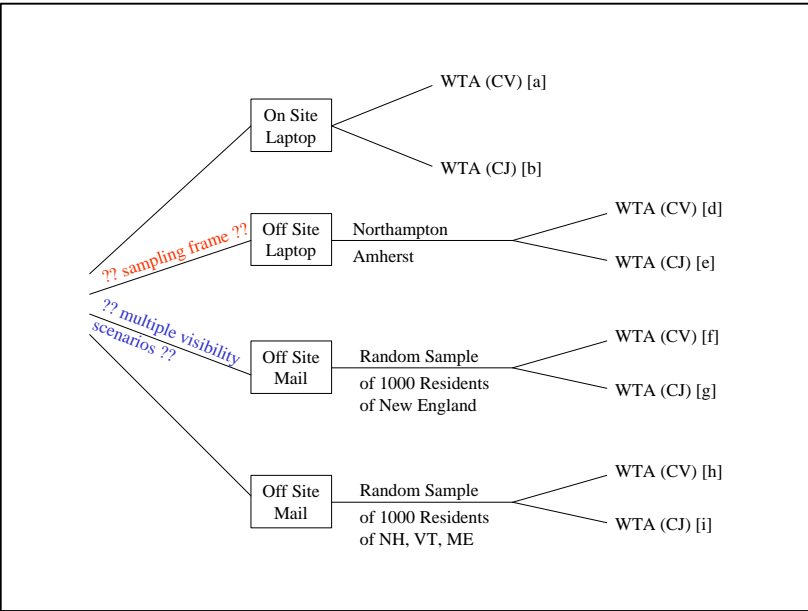 WTA (CV) [a]
On Site
Laptop
WTA (CJ) [b]
?? sampling frame ??
Off Site
Laptop
Northampton
Amherst
WTA (CV) [d]
WTA (CJ) [e]
?? multiple visibility
scenarios ??
Off Site
Mail
Random Sample
of 1000 Residents
of New England
WTA (CV) [f]
WTA (CJ) [g]
Off Site
Mail
Random Sample
of 1000 Residents
of NH, VT, ME
WTA (CV) [h]
WTA (CJ) [i]